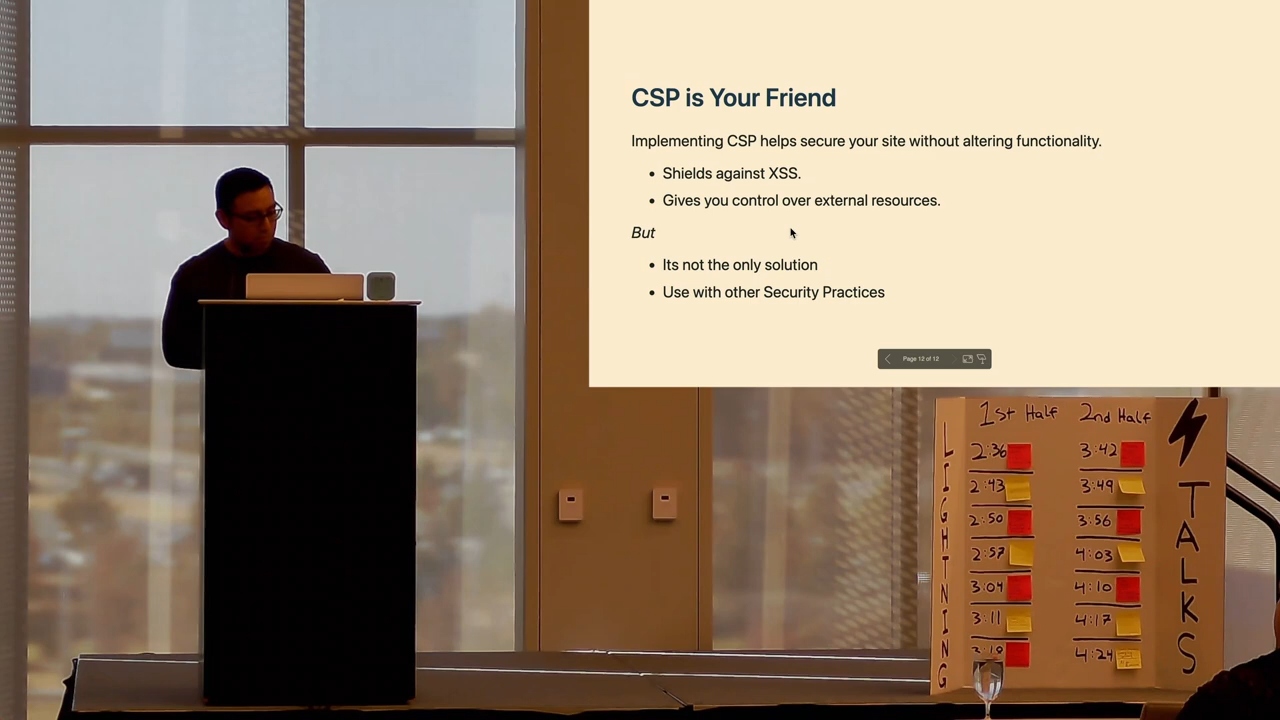 CSP is Your Friend
Implementing CSP helps secure your site without altering functionality.
• Shields against XSS.
• Gives you control over external resources.
But
• Its not the only solution
• Use with other Security Practices
Page 12 of 12
LIGHTNING
1st Half
2:36
2:43
2:50
2:57
3:04
3:11
2nd Half
3:42
3:49
3:56
4:03
4:10
4:17
4:24
TALKS